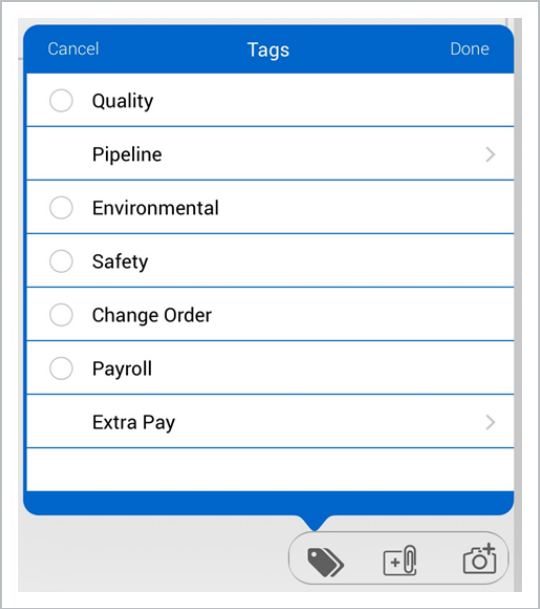 Cancel Tags Done
Quality
Pipeline
Environmental
Safety
Change Order
Payroll
Extra Pay